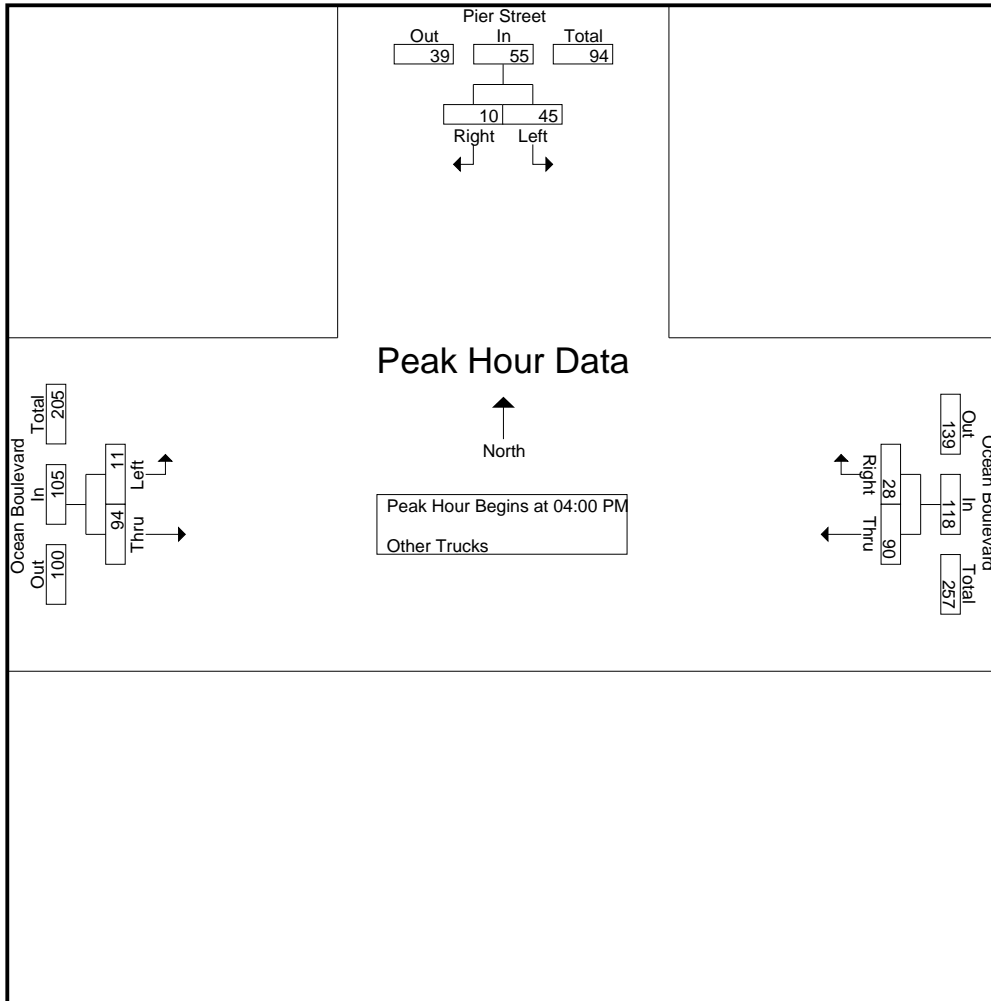 Pier Street
Out In Total
39 55 94
10 45
Right Left
Peak Hour Data
North
Peak Hour Begins at 04:00 PM
Other Trucks
Ocean Boulevard
Out In Total
100 105 205
11 94
Left Thru
Ocean Boulevard
Out In Total
139 118 257
28 90
Right Thru